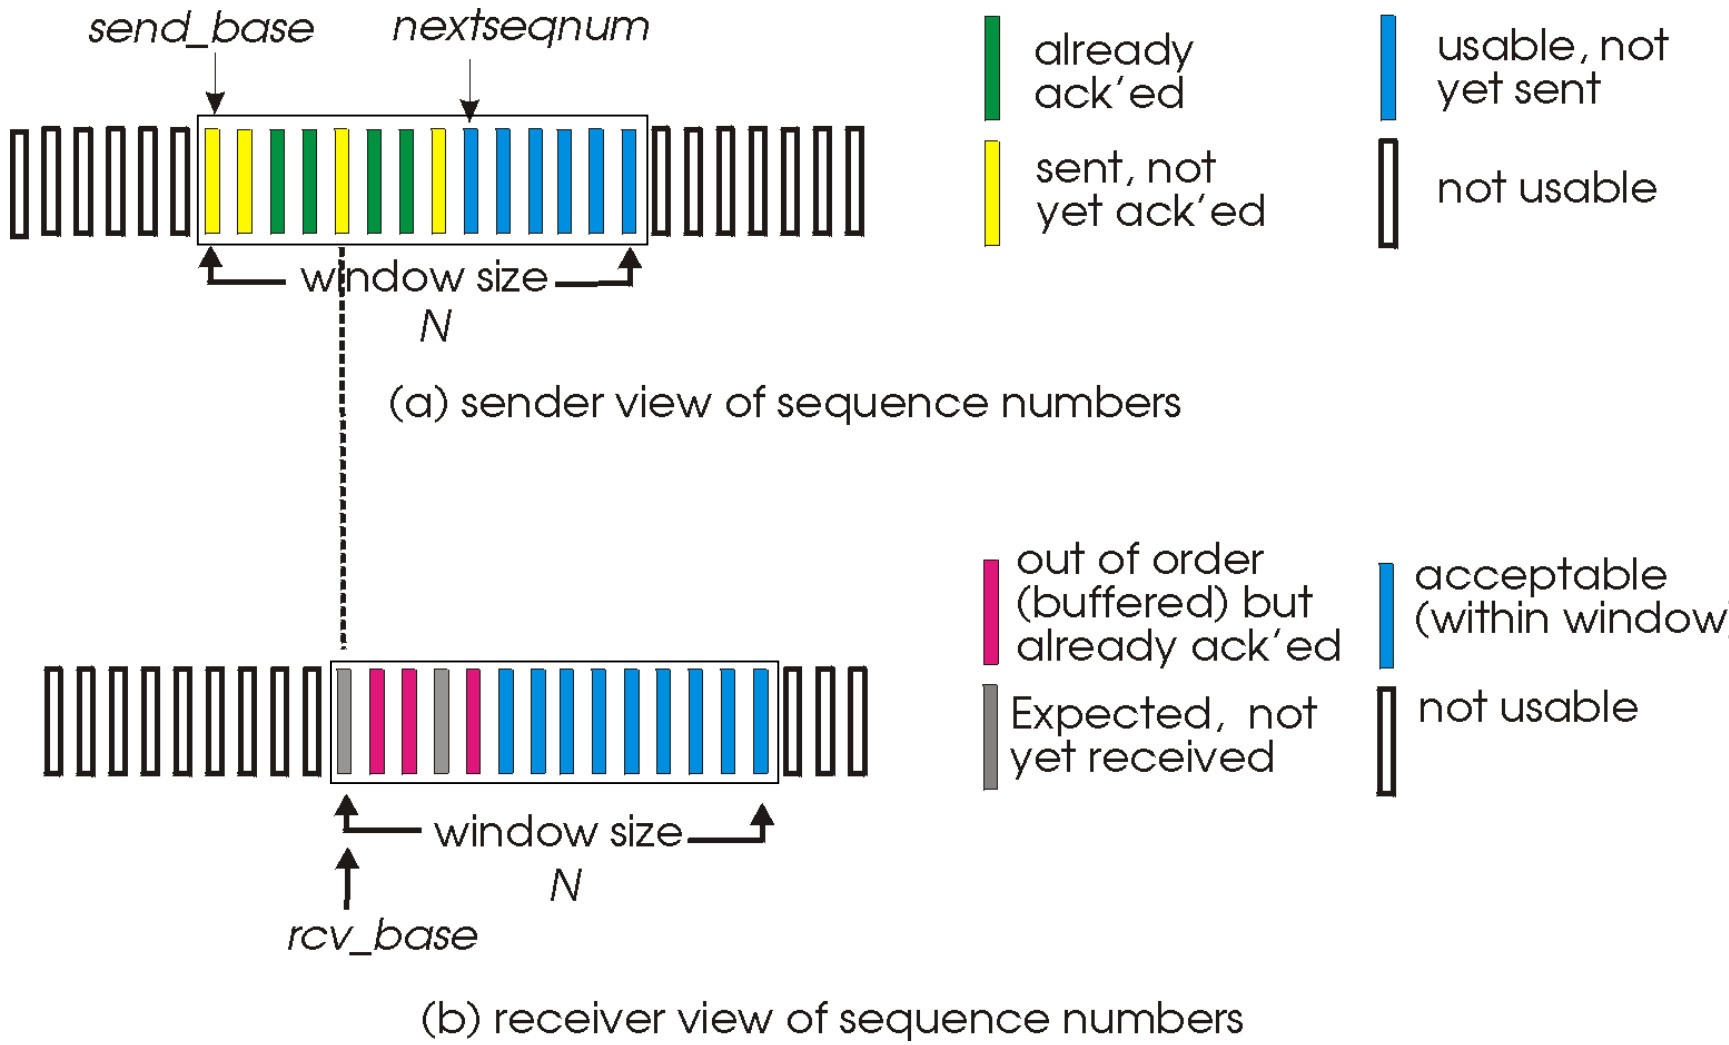 send_base
nextseqnum
already
ack'ed
usable, not
yet sent
sent, not
yet ack'ed
not usable
window size
N
(a) sender view of sequence numbers
out of order
(buffered) but
already ack'ed
acceptable
(within window)
Expected, not
yet received
not usable
window size
N
rcv_base
(b) receiver view of sequence numbers